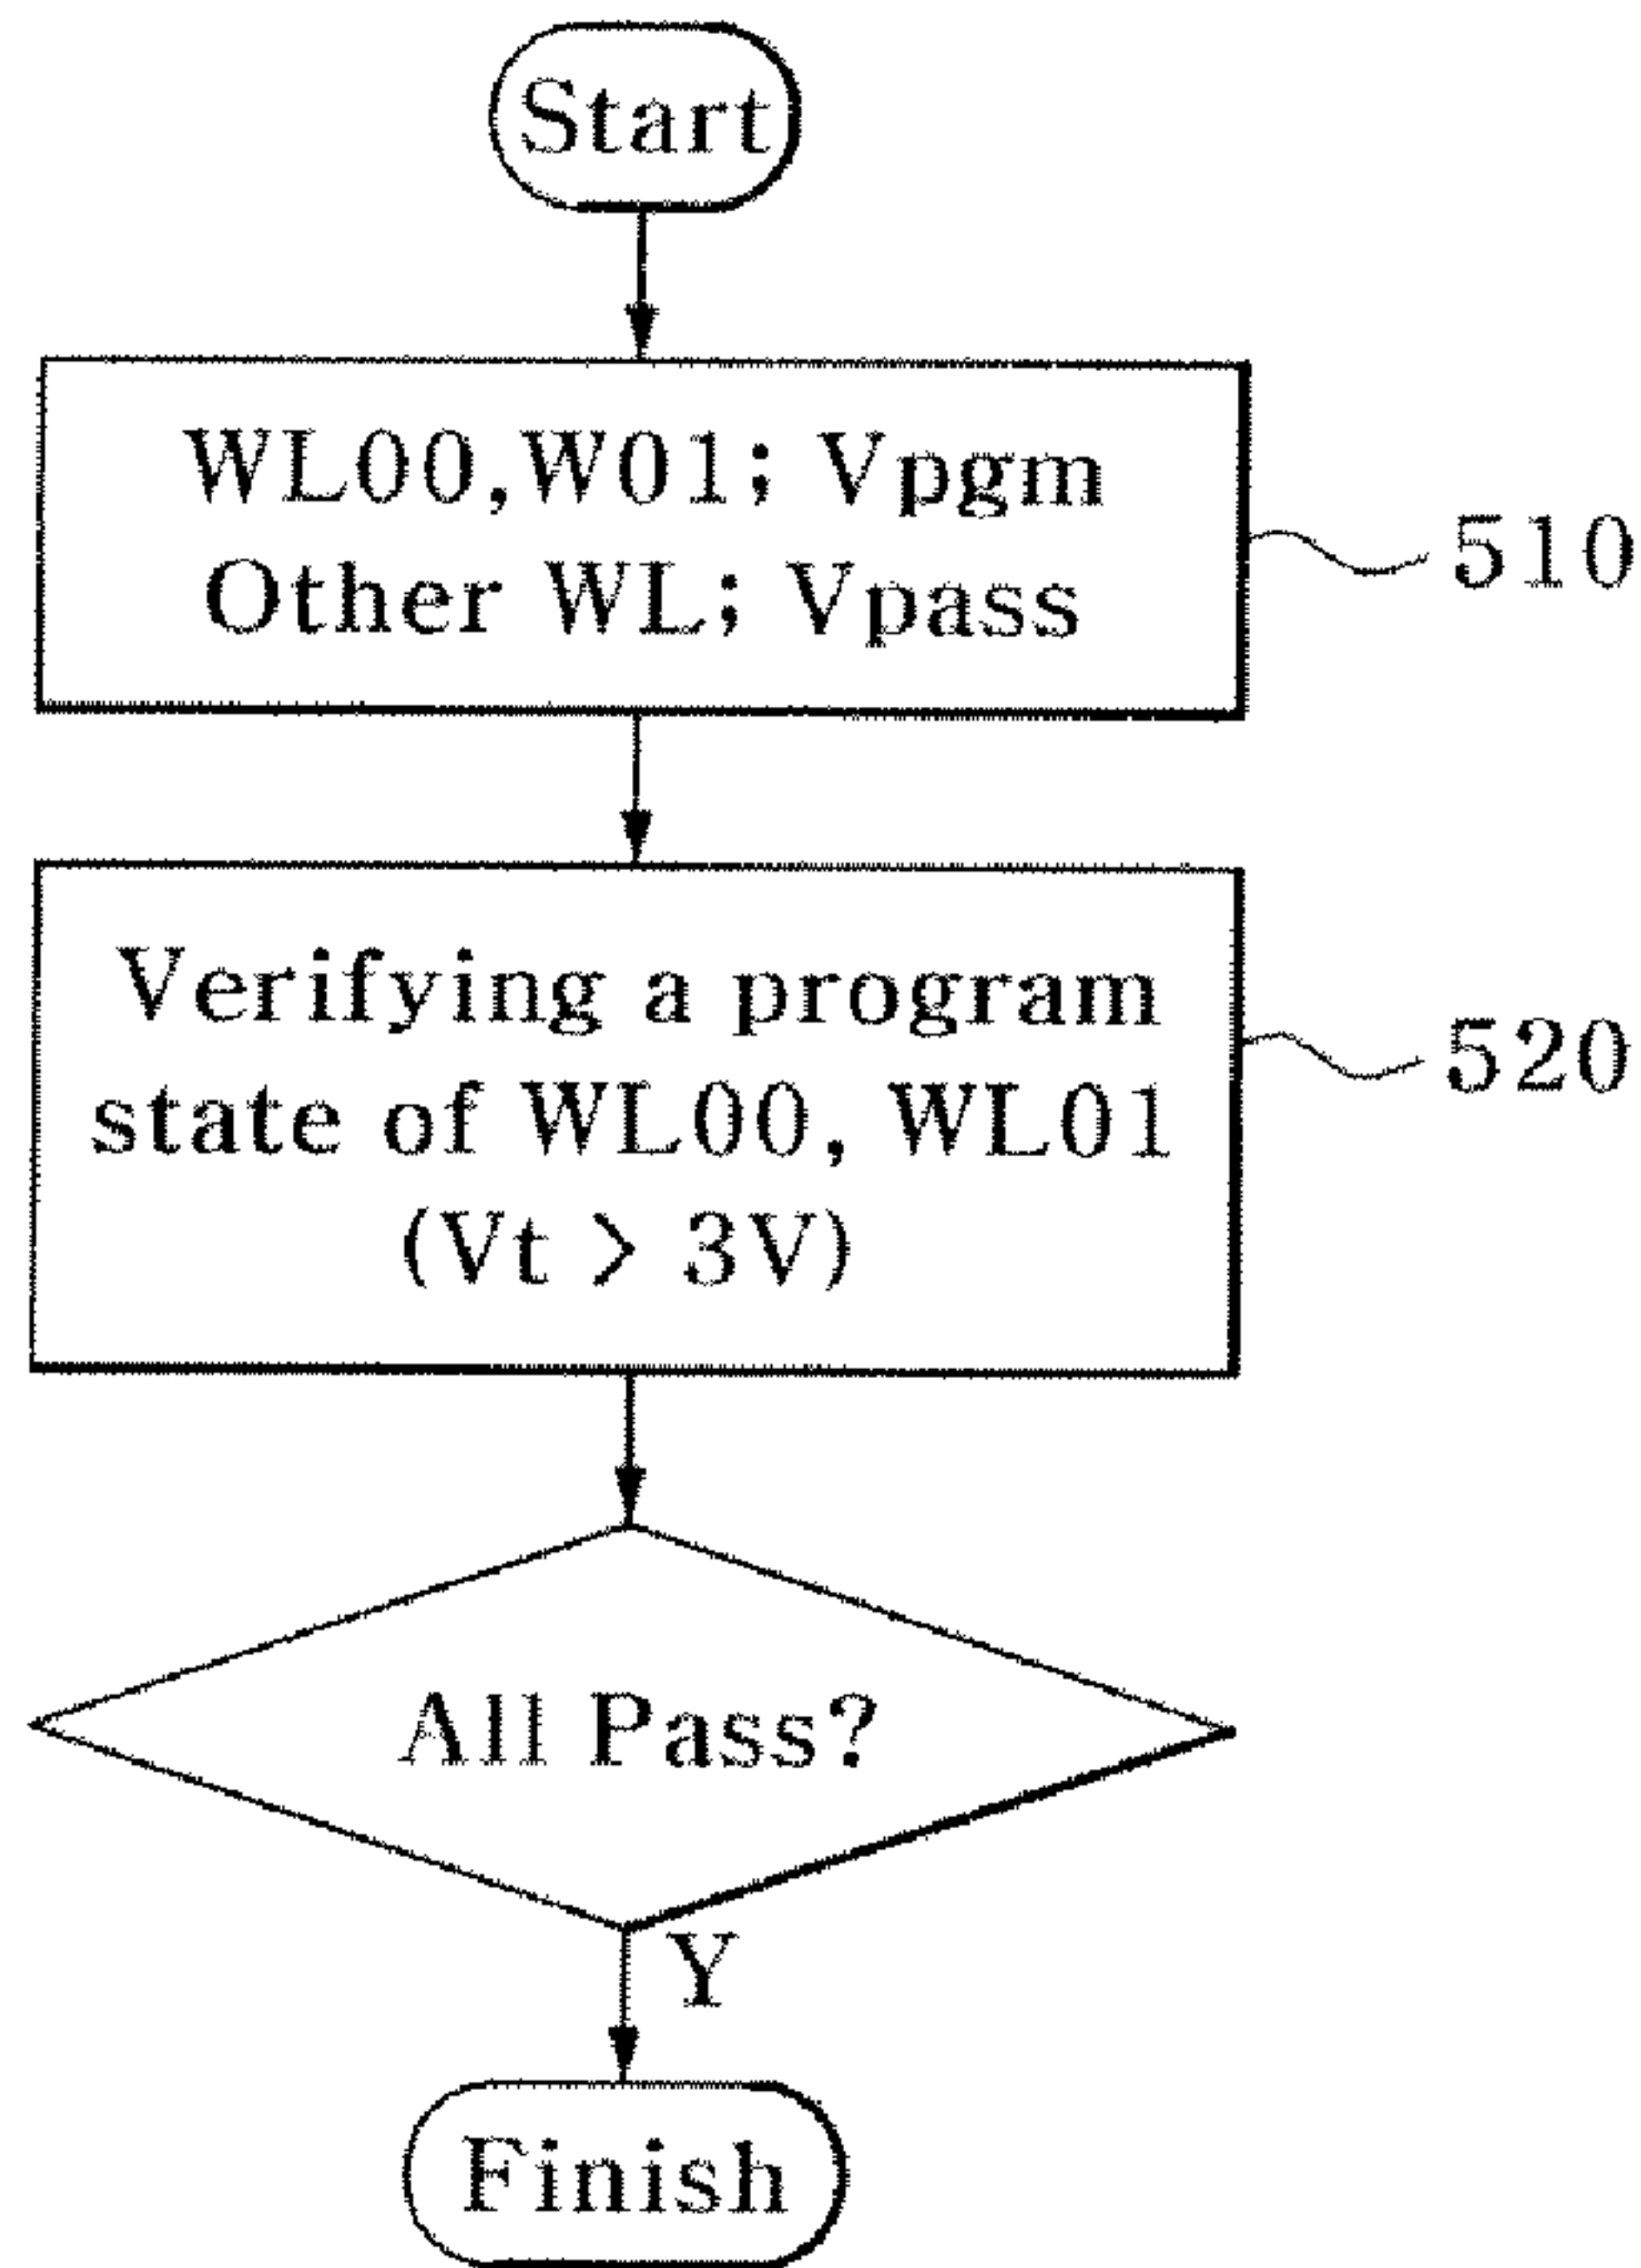 Start
WL00,W01; Vpgm
Other WL; Vpass
510
Verifying a program
state of WL00, WL01
(Vt > 3V)
520
All Pass?
Y
Finish